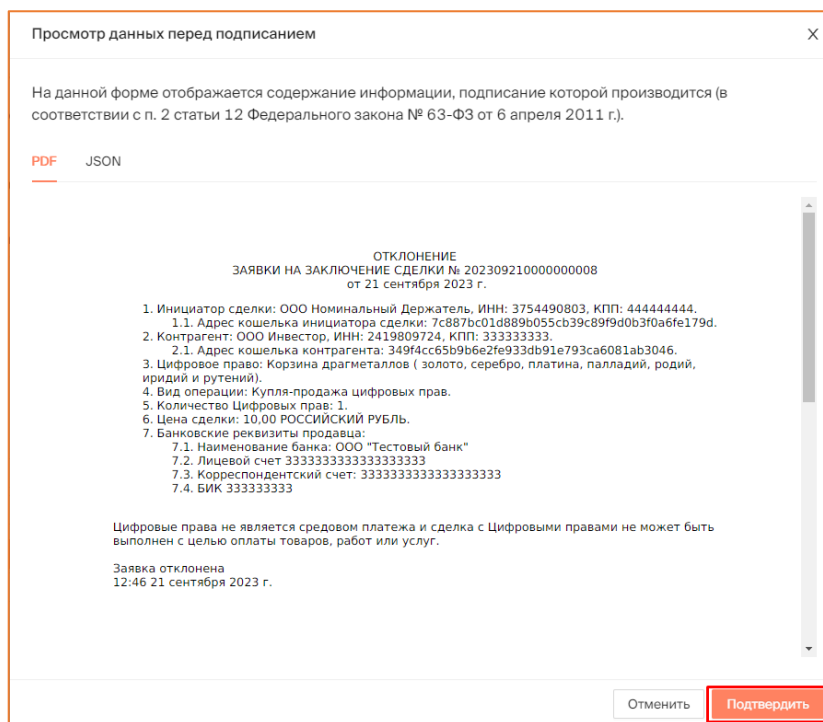 Просмотр данных перед подписанием
X
На данной форме отображается содержание информации, подписание которой производится (в
соответствии с п. 2 статьи 12 Федерального закона № 63-ФЗ от 6 апреля 2011 г.).
PDF JSON
ОТКЛОНЕНИЕ
ЗАЯВКИ НА ЗАКЛЮЧЕНИЕ СДЕЛКИ № 202309210000000008
от 21 сентября 2023 г.
1. Инициатор сделки: ООО Номинальный Держатель, ИНН: 3754490803, КПП: 444444444.
1.1. Адрес кошелька инициатора сделки: 7c887bc01d889b055cb39c89f9d0b3f0a6fe179d.
2. Контрагент: ООО Инвестор, ИНН: 2419809724, КПП: 333333333.
2.1. Адрес кошелька контрагента: 349f4cc65b9b6e2fe933db91e793ca6081ab3046.
3. Цифровое право: Корзина драгметаллов ( золото, серебро, платина, палладий, родий,
иридий и рутений).
4. Вид операции: Купля-продажа цифровых прав.
5. Количество Цифровых прав: 1.
6. Цена сделки: 10,00 РОССИЙСКИЙ РУБЛЬ.
7. Банковские реквизиты продавца:
7.1. Наименование банка: ООО "Тестовый банк"
7.2. Лицевой счет 33333333333333333333
7.3. Корреспондентский счет: 33333333333333333333
7.4. БИК 333333333
Цифровые права не является средовом платежа и сделка с Цифровыми правами не может быть
выполнен с целью оплаты товаров, работ или услуг.
Заявка отклонена
12:46 21 сентября 2023 г.
Отменить Подтвердить